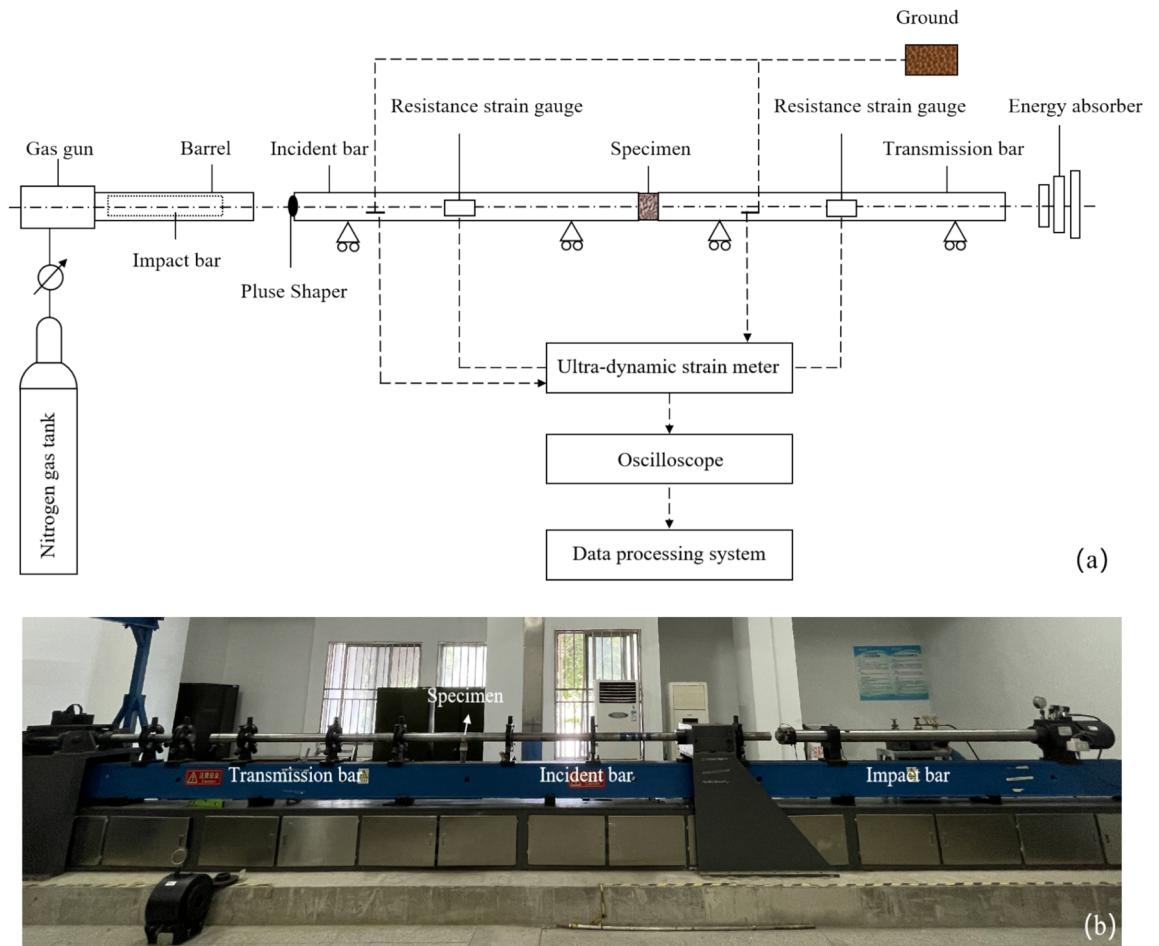 Ground
Resistance strain gauge
Resistance strain gauge
Energy absorber
Gas gun
Barrel
Incident bar
Specimen
Transmission bar
Impact bar
Pluse Shaper
Ultra-dynamic strain meter
Nitrogen gas tank
Oscilloscope
Data processing system
(a)
Specimen
Transmission bar
Incident bar
Impact bar
(b)